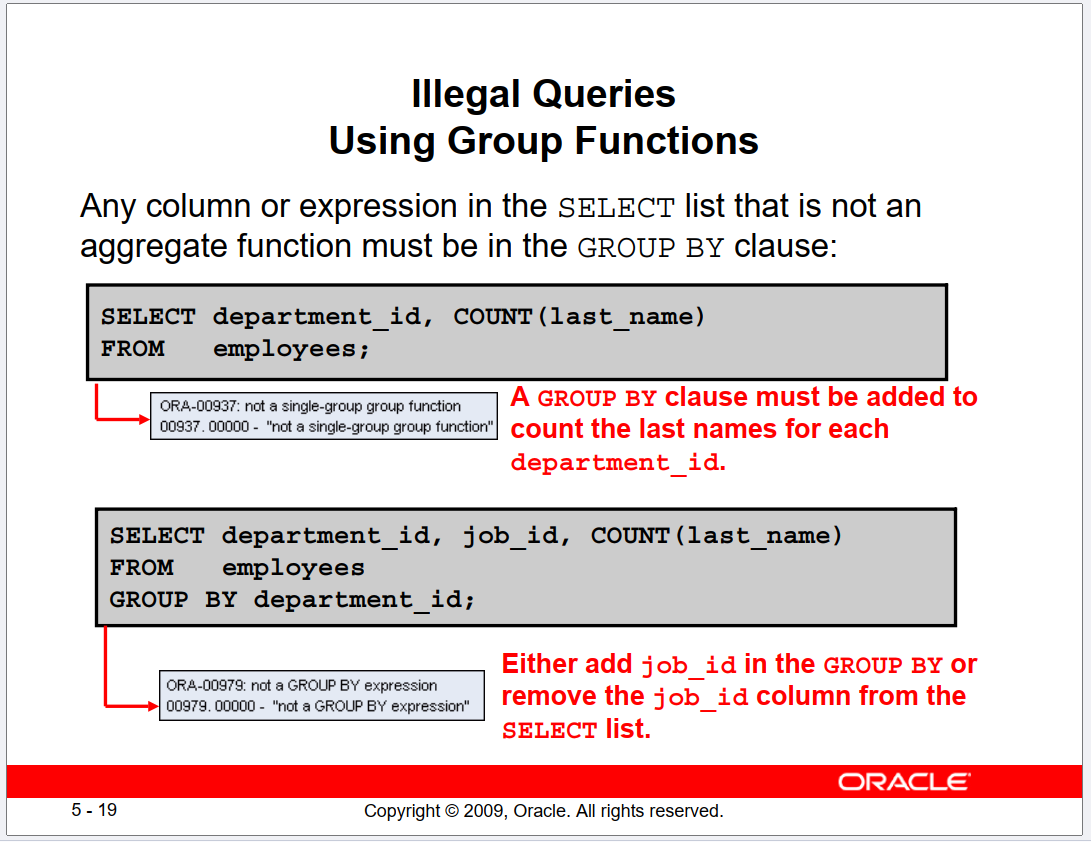 Illegal Queries
Using Group Functions
Any column or expression in the SELECT list that is not an
aggregate function must be in the GROUP BY clause:
SELECT department_id, COUNT(last_name)
FROM employees;
ORA-00937: not a single-group group function
00937. 00000 - "not a single-group group function"
A GROUP BY clause must be added to
count the last names for each
department_id.
SELECT department_id, job_id, COUNT(last_name)
FROM employees
GROUP BY department_id;
ORA-00979: not a GROUP BY expression
00979. 00000 - "not a GROUP BY expression"
Either add job_id in the GROUP BY or
remove the job_id column from the
SELECT list.
ORACLE
5 - 19
Copyright © 2009, Oracle. All rights reserved.